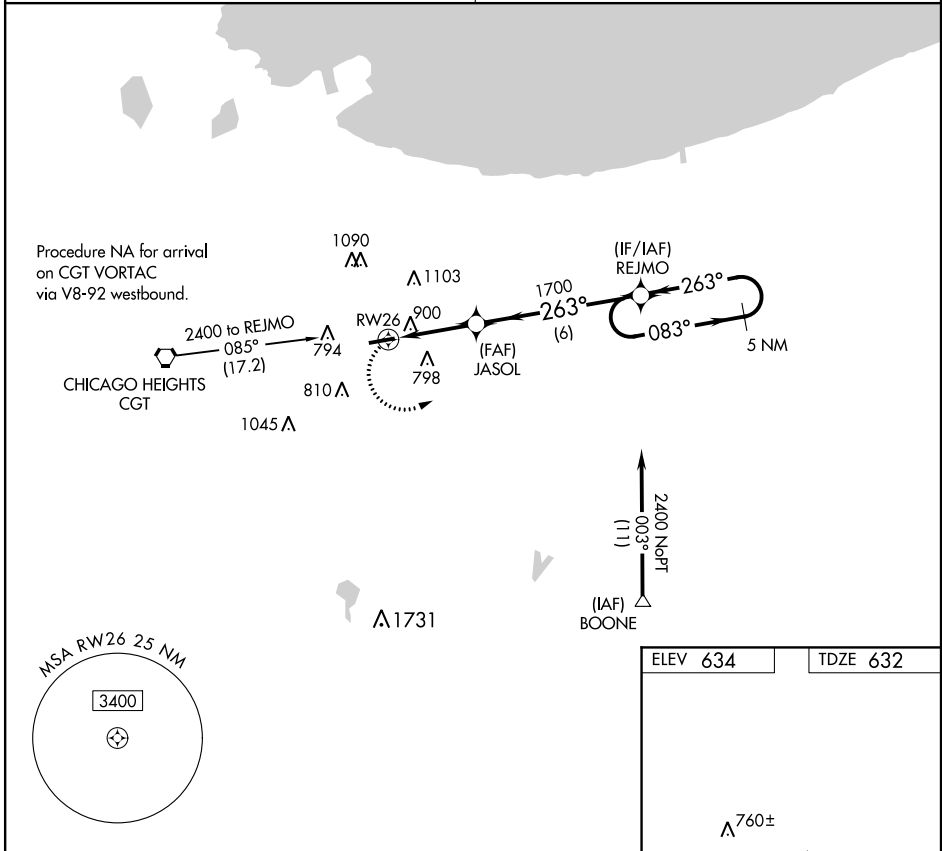 Procedure NA for arrival
on CGT VORTAC
via V8-92 westbound.
1090
1103
(IF/IAF)
REJMO
1700
263°
(6)
263°
083°
5 NM
2400 to REJMO
085°
(17.2)
794
RW26
900
(FAF)
JASOL
798
CHICAGO HEIGHTS
CGT
810
1045
2400 NoPT
003°
(11)
(IAF)
BOONE
1731
MSA RW26 25 NM
3400
ELEV 634
TDZE 632
760±